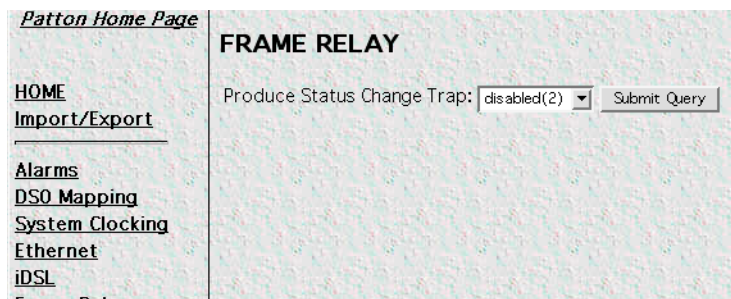 Patton Home Page
HOME
Import/Export
Alarms
DS0 Mapping
System Clocking
Ethernet
iDSL
FRAME RELAY
Produce Status Change Trap: disabled(2) Submit Query